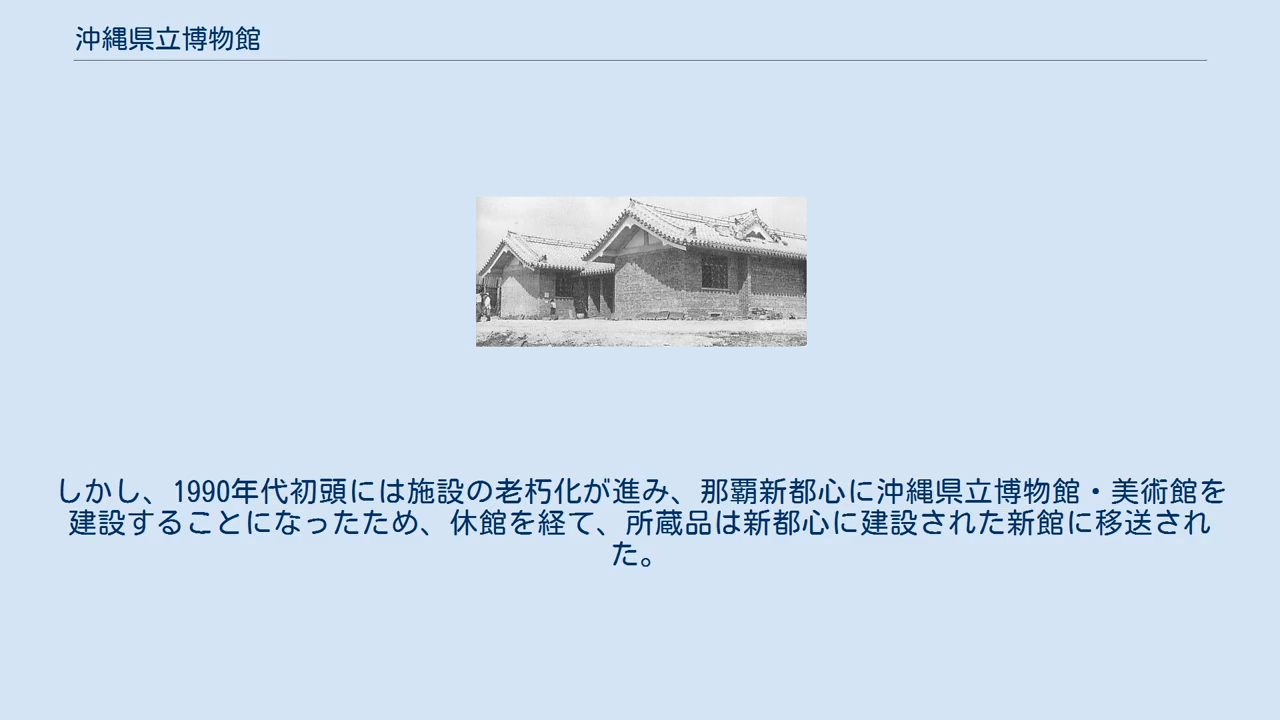 沖縄県立博物館
しかし、1990年代初頭には施設の老朽化が進み、那覇新都心に沖縄県立博物館・美術館を
建設することになったため、休館を経て、所蔵品は新都心に建設された新館に移送され
た。